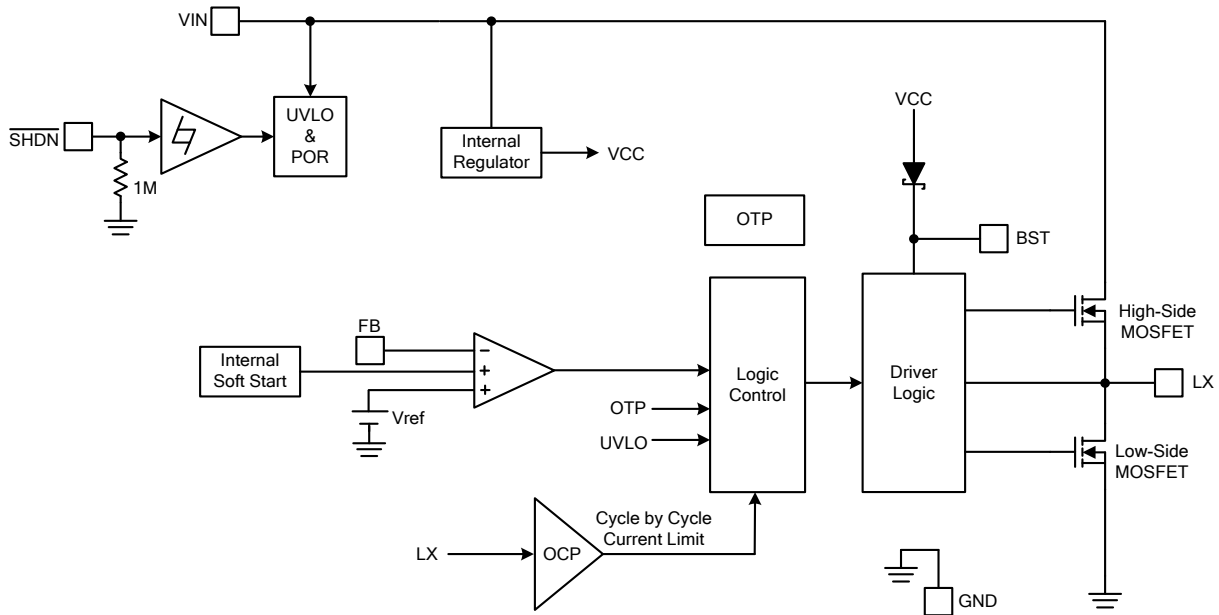 VIN
SHDN
1M
UVLO
&
POR
Internal
Regulator
VCC
VCC
OTP
BST
High-Side
MOSFET
FB
Internal
Soft Start
−
+
+
Vref
OTP
UVLO
Logic
Control
Driver
Logic
LX
Low-Side
MOSFET
Cycle by Cycle
Current Limit
LX
OCP
GND